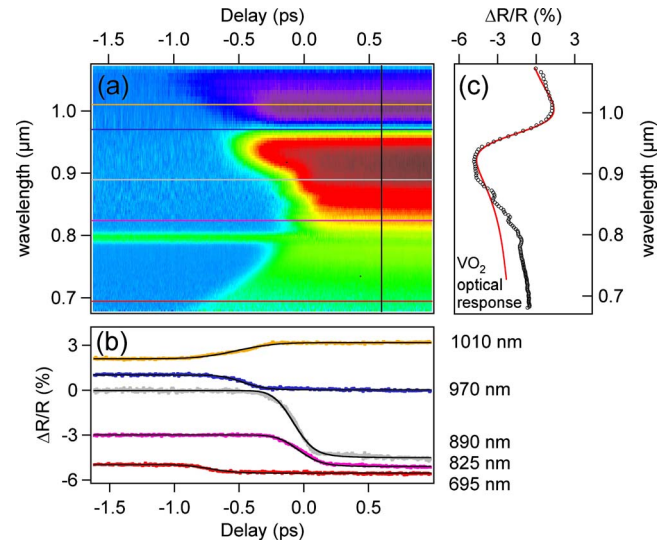 Delay (ps)
-1.5 -1.0 -0.5 0.0 0.5
ΔR/R (%)
-6 -3 0 3
(a)
(c)
wavelength (μm)
1.0
0.9
0.8
0.7
wavelength (μm)
1.0
0.9
0.8
0.7
VO2
optical
response
(b)
ΔR/R (%)
3
0
-3
-6
1010 nm
970 nm
890 nm
825 nm
695 nm
-1.5 -1.0 -0.5 0.0 0.5
Delay (ps)